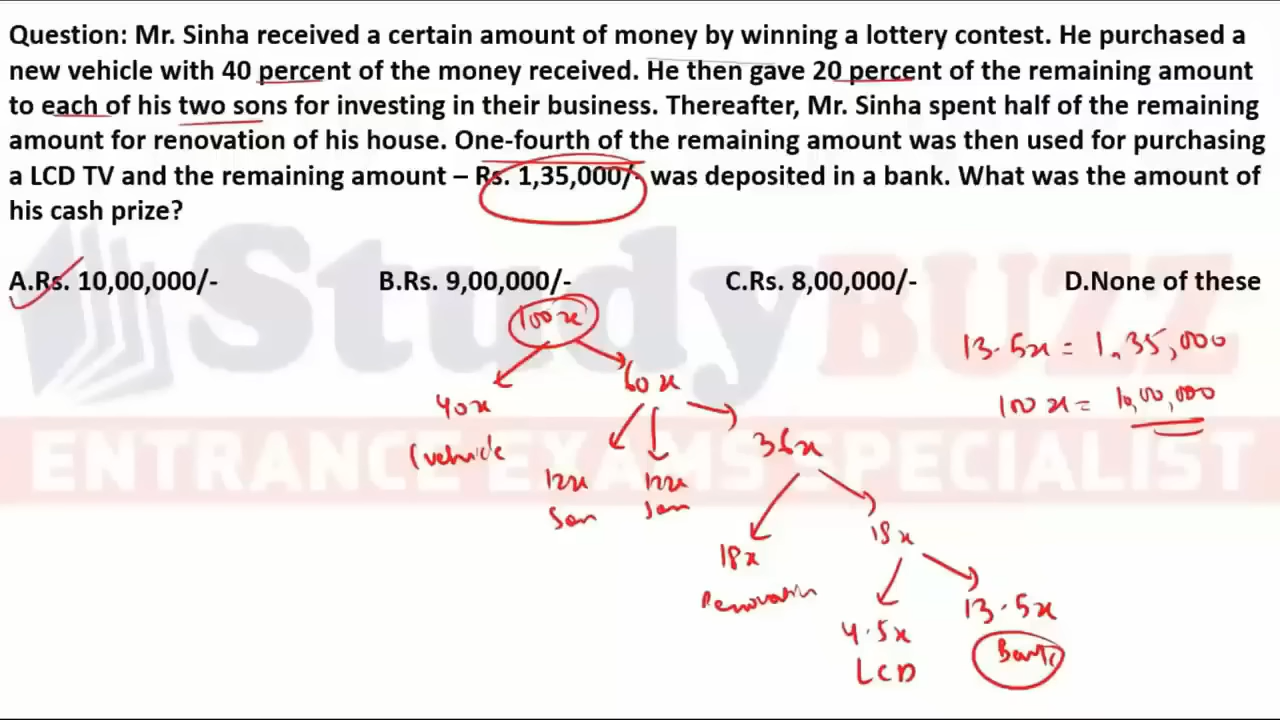 Question: Mr. Sinha received a certain amount of money by winning a lottery contest. He purchased a
new vehicle with 40 percent of the money received. He then gave 20 percent of the remaining amount
to each of his two sons for investing in their business. Thereafter, Mr. Sinha spent half of the remaining
amount for renovation of his house. One-fourth of the remaining amount was then used for purchasing
a LCD TV and the remaining amount – Rs. 1,35,000/- was deposited in a bank. What was the amount of
his cash prize?
A.Rs. 10,00,000/- B.Rs. 9,00,000/- C.Rs. 8,00,000/- D.None of these
StudyBUZZ
ENTRANCE EXAMS SPECIALIST
100x
13.5x = 1,35,000
60x
40x
100x = 10,00,000
(vehicle
36x
12x 12x
Son Son
18x
18x
Renovation
13.5x
4.5x
Bank
LCD